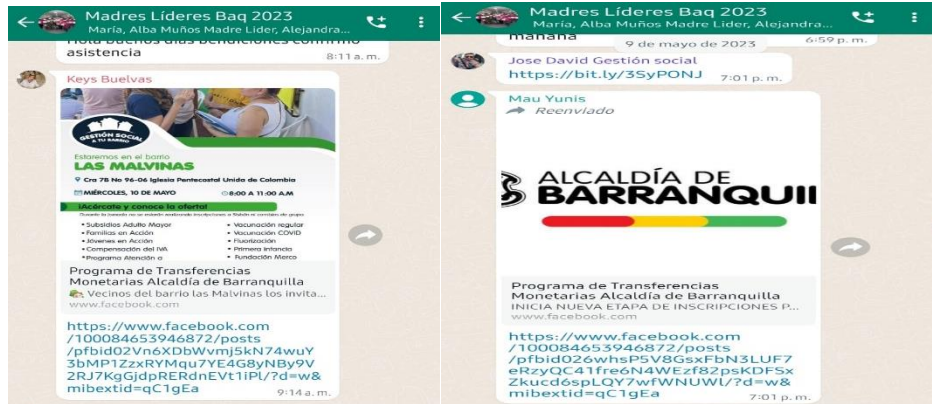 Madres Líderes Baq 2023
María, Alba Muños Madre Lider, Alejandra...
asistencia
8:11 a. m.
Keys Buelvas
GESTIÓN SOCIAL
A TU BARRIO
Estaremos en el barrio
LAS MALVINAS
Cra 7B No 96-06 Iglesia Pentecostal Unida de Colombia
MIÉRCOLES, 10 DE MAYO
8:00 A 11:00 A.M
¡Acércate y conoce la oferta!
• Subsidios Adulto Mayor
• Familias en Acción
• Jóvenes en Acción
• Compensación del IVA
• Programa Atención a
• Vacunación regular
• Vacunación COVID
• Fluorización
• Primera Infancia
• Fundación Merco
Programa de Transferencias
Monetarias Alcaldía de Barranquilla
Vecinos del barrio las Malvinas los invita...
www.facebook.com
https://www.facebook.com
/100084653946872/posts
/pfbid02Vn6XDbWvmj5kN74wuY
3bMP1ZzxRYMqu7YE4G8yNBy9V
2RJ7KgGjdpRERdnEVt1iPl/?d=w&
mibextid=qC1gEa
9:14 a. m.
Madres Líderes Baq 2023
María, Alba Muños Madre Lider, Alejandra...
mañana
6:59 p. m.
9 de mayo de 2023
Jose David Gestión social
https://bit.ly/3SyPONJ
7:01 p. m.
Mau Yunis
Reenviado
ALCALDÍA DE
BARRANQUI
Programa de Transferencias
Monetarias Alcaldía de Barranquilla
INICIA NUEVA ETAPA DE INSCRIPCIONES P...
www.facebook.com
https://www.facebook.com
/100084653946872/posts
/pfbid026whsP5V8GsxFbN3LUF7
eRzyQC41fre6N4WEzf82psKDFSx
Zkucd6spLQY7wfWNUWl/?d=w&
mibextid=qC1gEa
7:01 p. m.